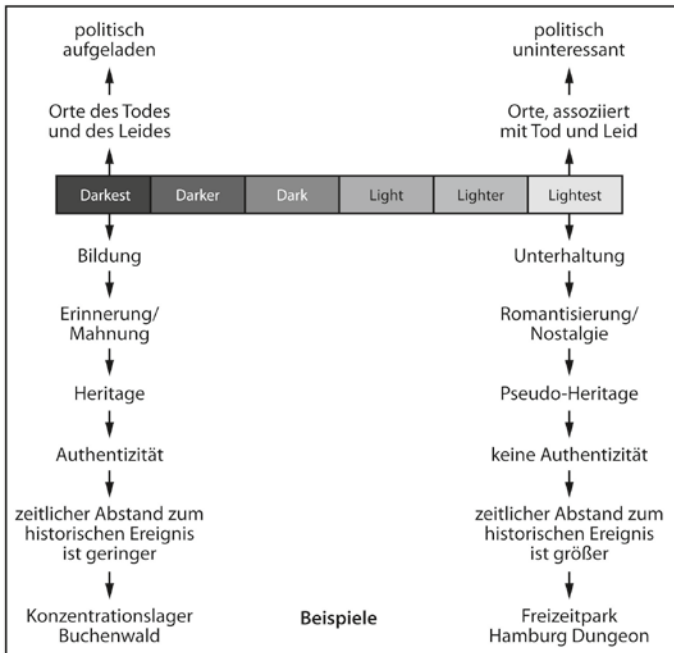 politisch
aufgeladen
politisch
uninteressant
Orte des Todes
und des Leides
Orte, assoziiert
mit Tod und Leid
Darkest Darker Dark Light Lighter Lightest
Bildung
Unterhaltung
Erinnerung/
Mahnung
Romantisierung/
Nostalgie
Heritage
Pseudo-Heritage
Authentizität
keine Authentizität
zeitlicher Abstand zum
historischen Ereignis
ist geringer
zeitlicher Abstand zum
historischen Ereignis
ist größer
Konzentrationslager
Buchenwald
Beispiele
Freizeitpark
Hamburg Dungeon